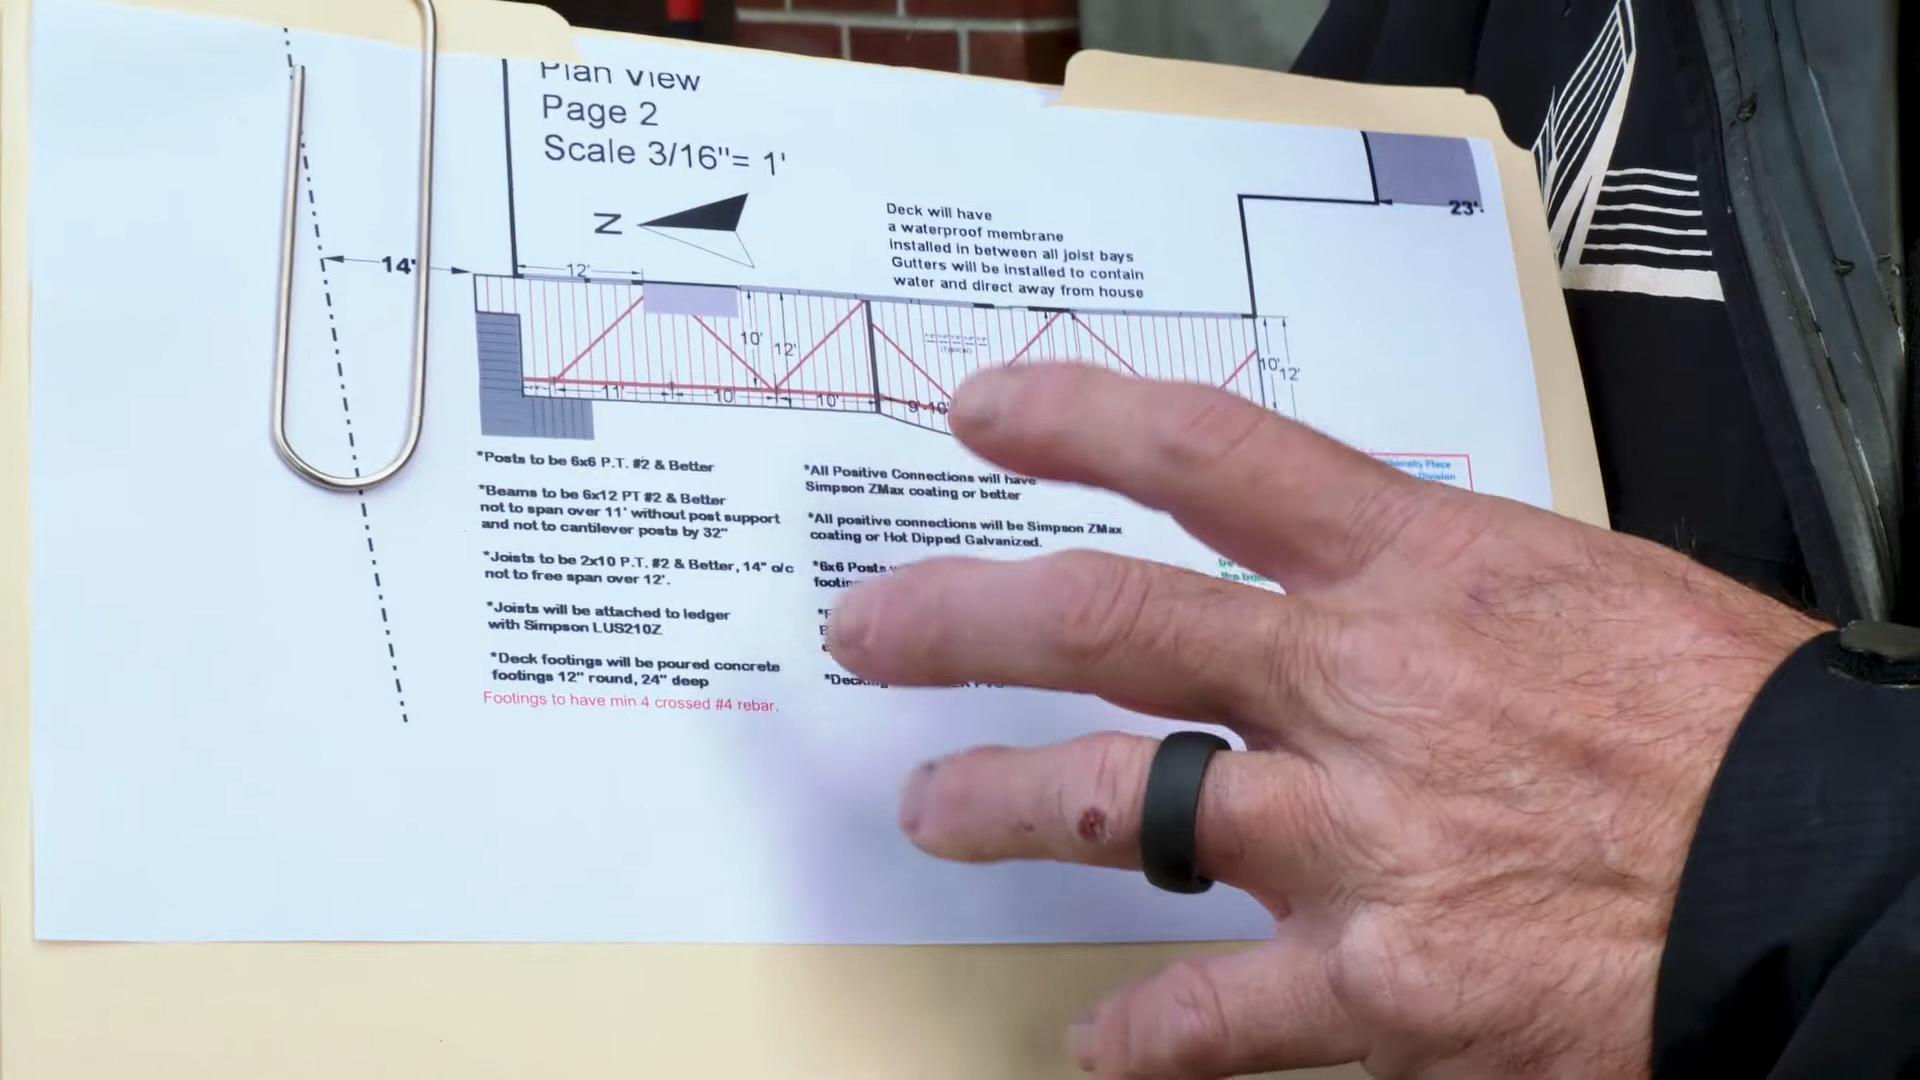 Plan View
Page 2
Scale 3/16"= 1'
N
Deck will have
a waterproof membrane
installed in between all joist bays
Gutters will be installed to contain
water and direct away from house
23'
14'
12'
10'
12'
10'
12'
11'
10'
10'
9'-10
*Posts to be 6x6 P.T. #2 & Better
*Beams to be 6x12 PT #2 & Better
not to span over 11' without post support
and not to cantilever posts by 32"
*Joists to be 2x10 P.T. #2 & Better, 14" o/c
not to free span over 12'.
*Joists will be attached to ledger
with Simpson LUS210Z
*Deck footings will be poured concrete
footings 12" round, 24" deep
Footings to have min 4 crossed #4 rebar.
*All Positive Connections will have
Simpson ZMax coating or better
*All positive connections will be Simpson ZMax
coating or Hot Dipped Galvanized.
*6x6 Posts
Place
Division